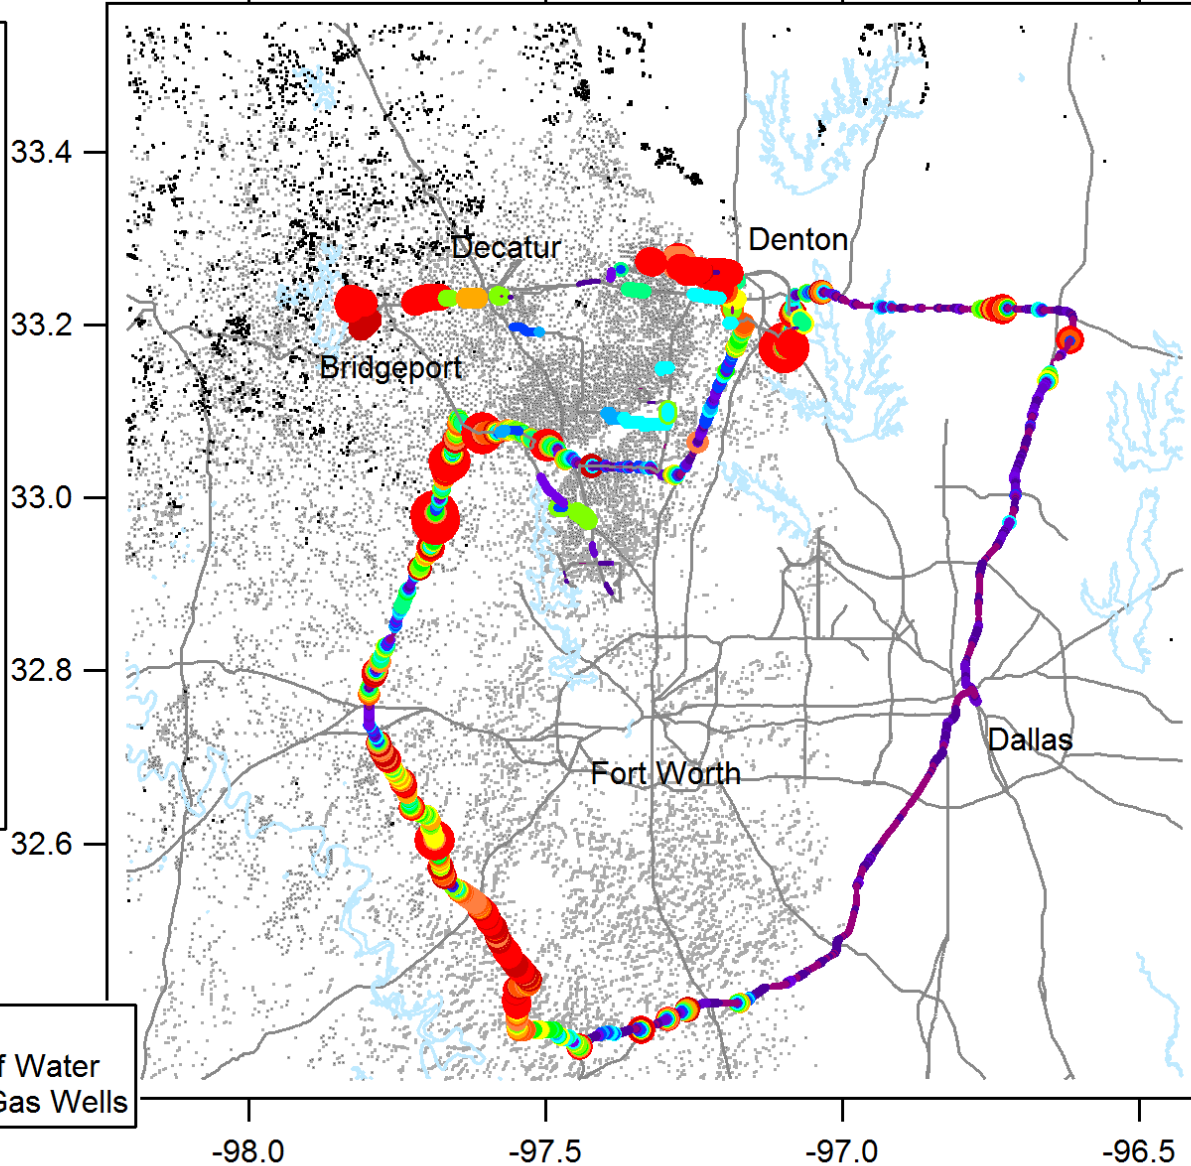 33.4
Decatur
Denton
33.2
Bridgeport
33.0
32.8
Dallas
Fort Worth
32.6
f Water
Gas Wells
-98.0
-97.5
-97.0
-96.5